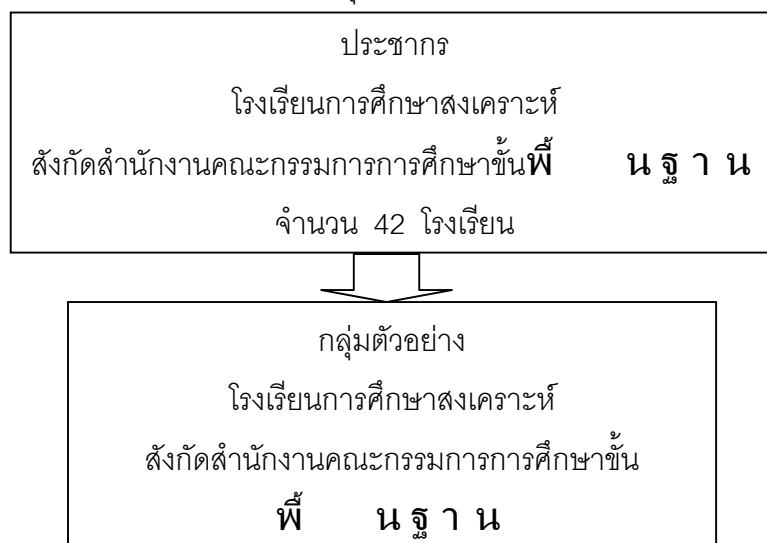 ประชากร
โรงเรียนการศึกษาสงเคราะห์
สังกัดสำนักงานคณะกรรมการการศึกษาขั้นพื้นฐาน
จำนวน 42 โรงเรียน
กลุ่มตัวอย่าง
โรงเรียนการศึกษาสงเคราะห์
สังกัดสำนักงานคณะกรรมการการศึกษาขั้น
พื้นฐาน